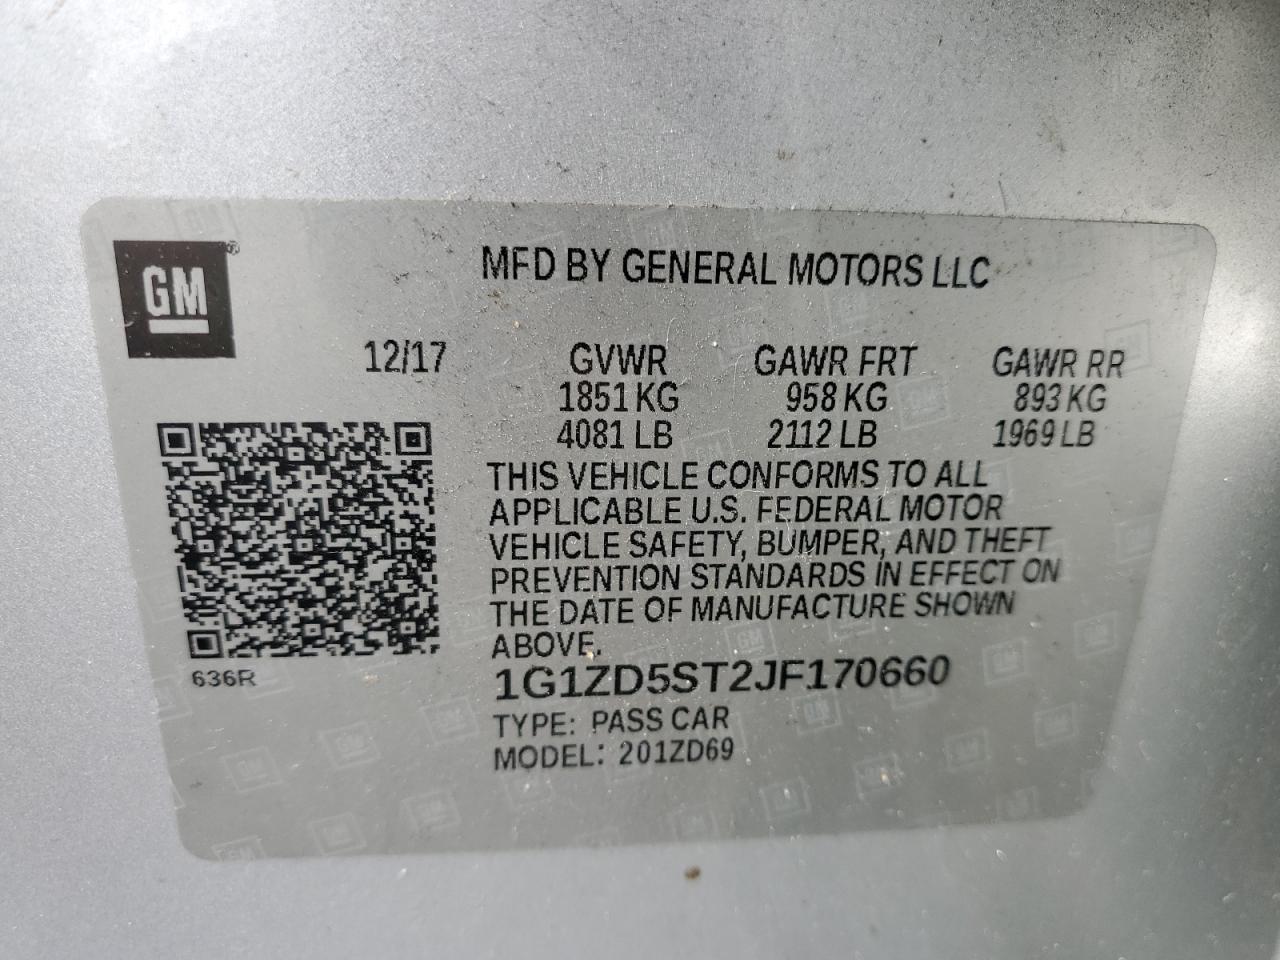 GM®
MFD BY GENERAL MOTORS LLC
12/17 GVWR GAWR FRT GAWR RR
1851 KG 958 KG 893 KG
4081 LB 2112 LB 1969 LB
THIS VEHICLE CONFORMS TO ALL
APPLICABLE U.S. FEDERAL MOTOR
VEHICLE SAFETY, BUMPER, AND THEFT
PREVENTION STANDARDS IN EFFECT ON
THE DATE OF MANUFACTURE SHOWN
ABOVE.
636R
1G1ZD5ST2JF170660
TYPE: PASS CAR
MODEL: 201ZD69